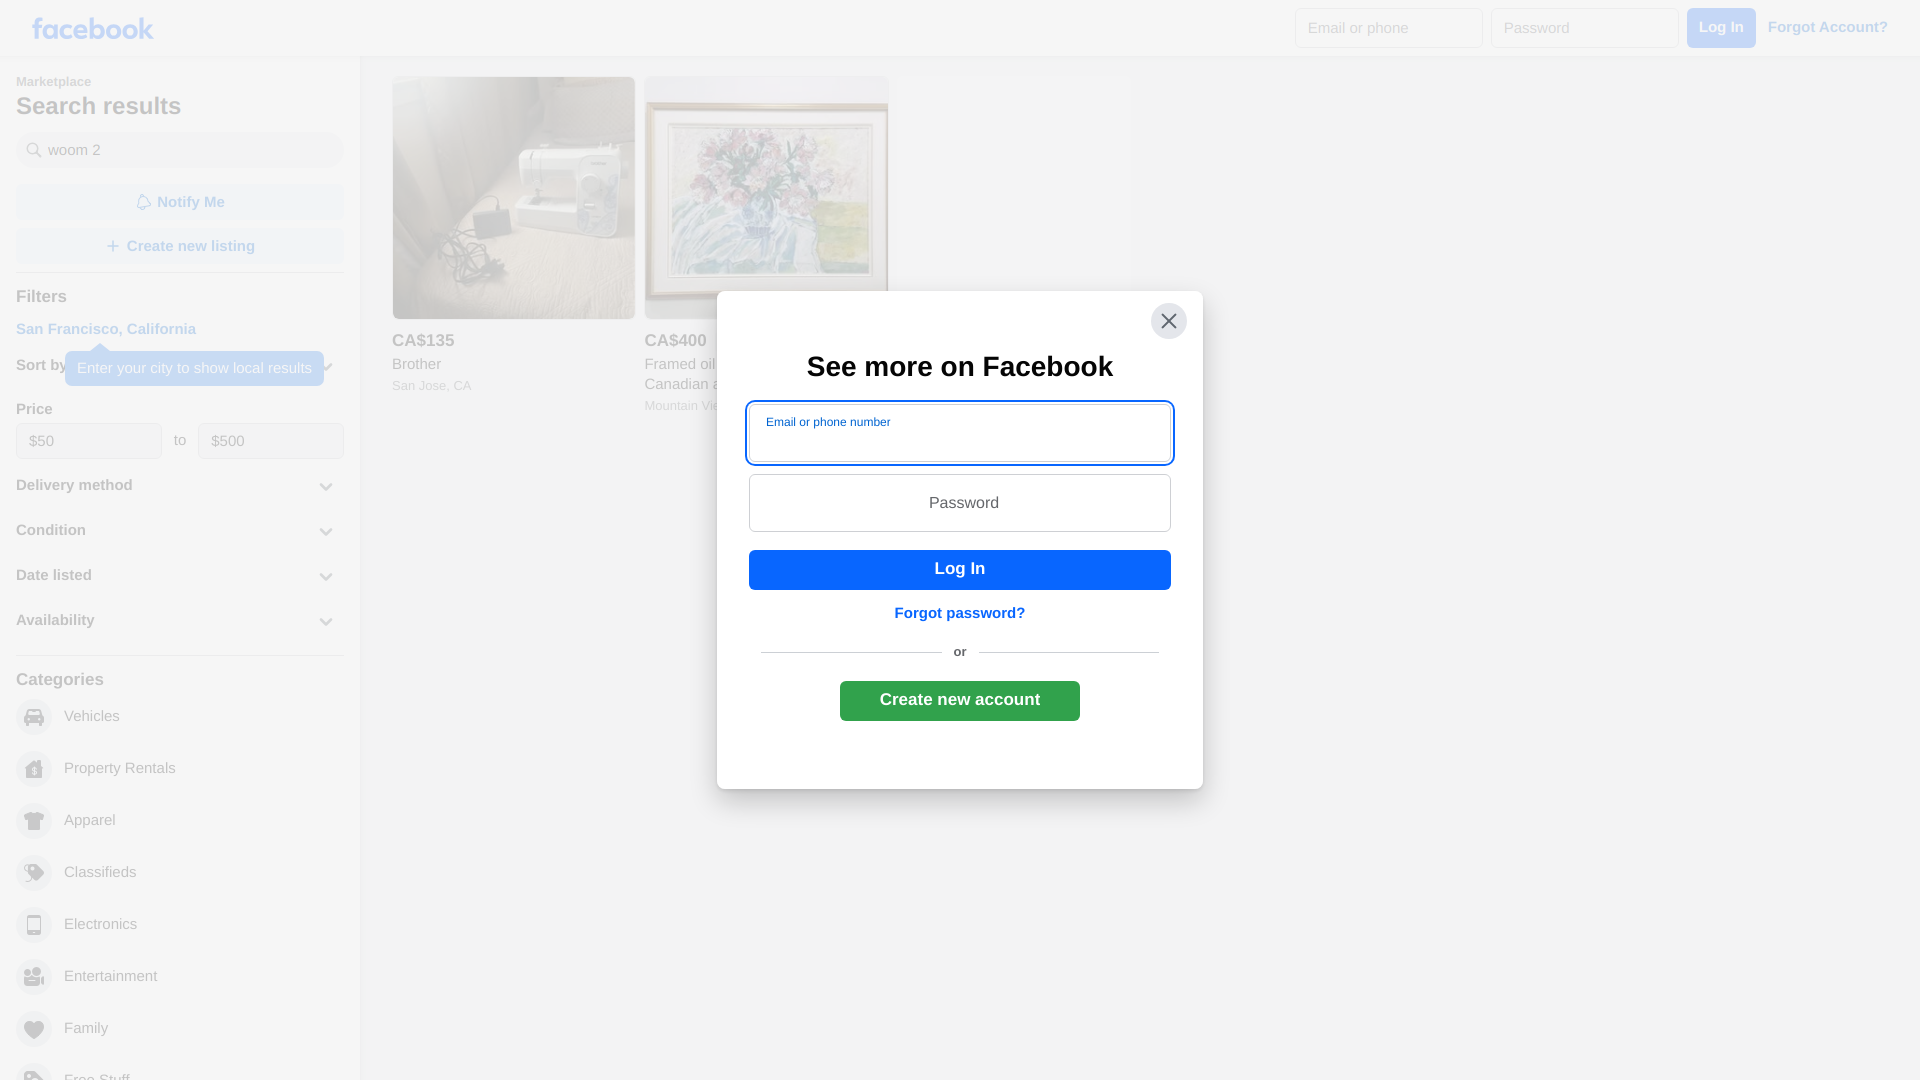 facebook
Email or phone
Password
Log In
Forgot Account?
Marketplace
Search results
woom 2
Notify Me
Create new listing
Filters
San Francisco, California
Sort by
Enter your city to show local results
Price
$50
to
$500
Delivery method
Condition
Date listed
Availability
Categories
Vehicles
Property Rentals
Apparel
Classifieds
Electronics
Entertainment
Family
Free Stuff
CA$135
Brother
San Jose, CA
CA$400
Framed oil
Canadian
Mountain
See more on Facebook
Email or phone number
Password
Log In
Forgot password?
or
Create new account